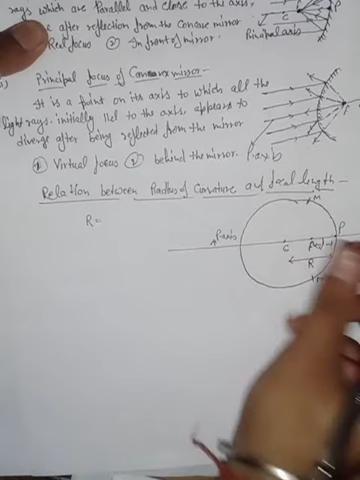 rays which are Parallel and close to the axis,
after reflection from the Concave mirror
Real focus ② In front of mirror.
Principal axis
Principal focus of Convex mirror -
It is a point on its axis to which all the
light rays. initially llel to the axis, appears to
diverge after being reflected from the mirror
① Virtual focus ② behind the mirror. P.axis
Relation between Radius of Curvature and focal length -
R=
M
P
P-axis
C
R